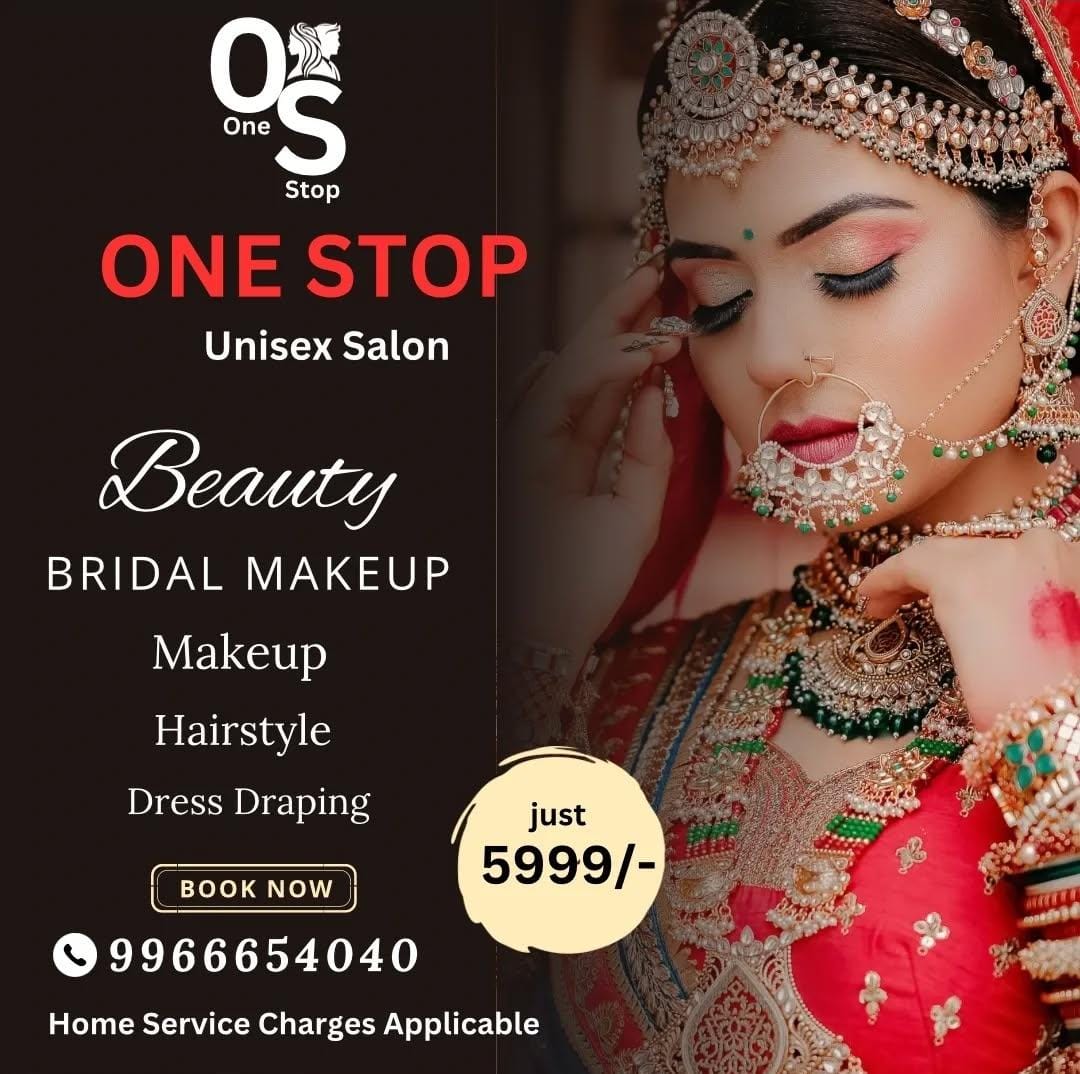 OS
One
Stop
ONE STOP
Unisex Salon
Beauty
BRIDAL MAKEUP
Makeup
Hairstyle
Dress Draping
just
5999/-
BOOK NOW
9966654040
Home Service Charges Applicable